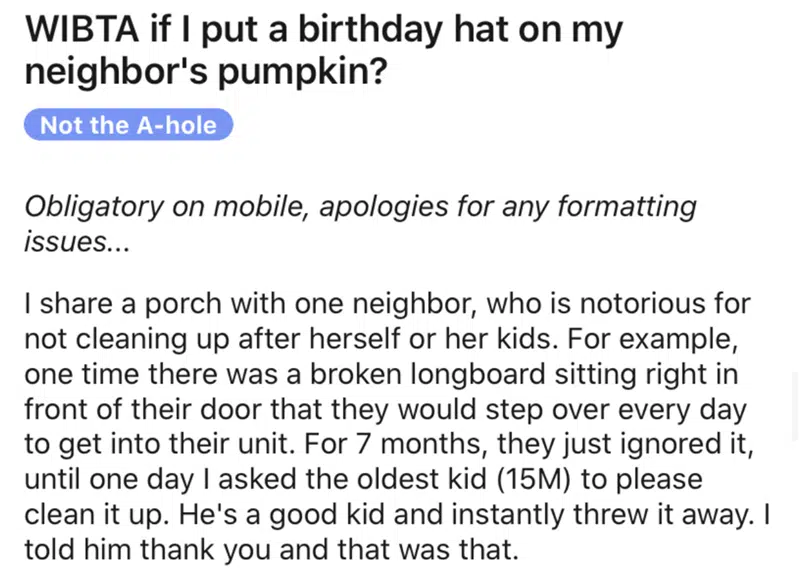 WIBTA if I put a birthday hat on my
neighbor's pumpkin?
Not the A-hole
Obligatory on mobile, apologies for any formatting
issues...
I share a porch with one neighbor, who is notorious for
not cleaning up after herself or her kids. For example,
one time there was a broken longboard sitting right in
front of their door that they would step over every day
to get into their unit. For 7 months, they just ignored it,
until one day I asked the oldest kid (15M) to please
clean it up. He's a good kid and instantly threw it away. I
told him thank you and that was that.